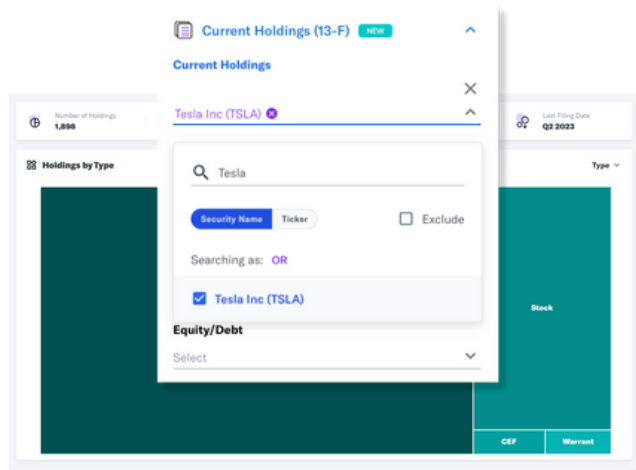 Current Holdings (13-F) NEW
Current Holdings
Tesla Inc (TSLA)
Number of Holdings
1,898
Last Filing Date
Q2 2023
Holdings by Type
Type
Tesla
Security Name Ticker
Exclude
Searching as: OR
Tesla Inc (TSLA)
Stock
Equity/Debt
Select
CEF
Warrant